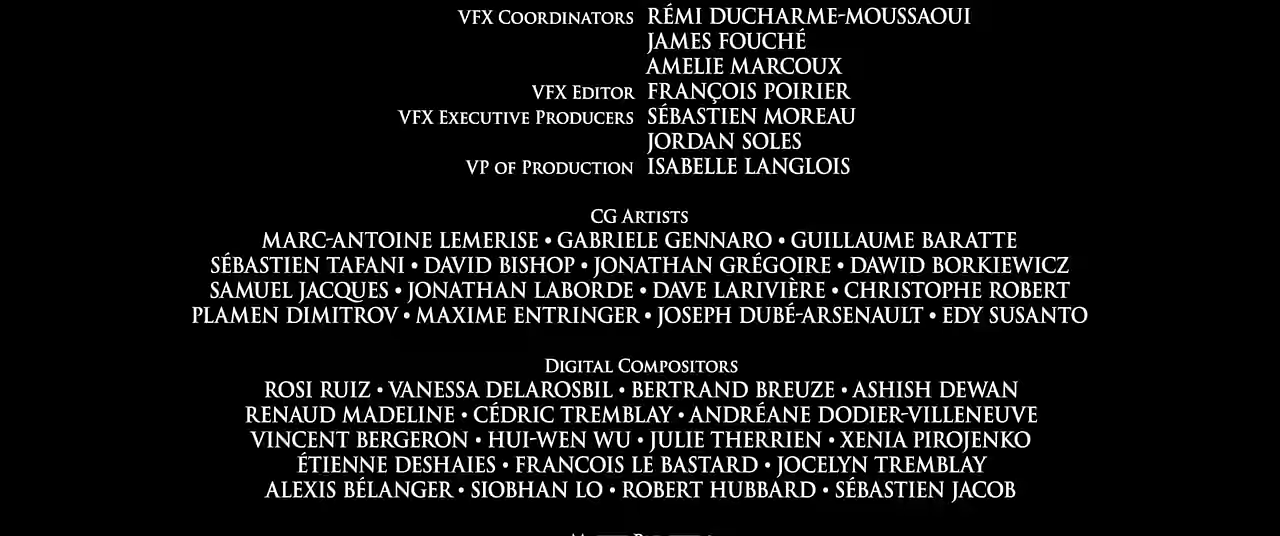 VFX COORDINATORS RÉMI DUCHARME-MOUSSAOUI
JAMES FOUCHÉ
AMELIE MARCOUX
VFX EDITOR FRANÇOIS POIRIER
VFX EXECUTIVE PRODUCERS SÉBASTIEN MOREAU
JORDAN SOLES
VP OF PRODUCTION ISABELLE LANGLOIS
CG ARTISTS
MARC-ANTOINE LEMERISE • GABRIELE GENNARO • GUILLAUME BARATTE
SÉBASTIEN TAFANI • DAVID BISHOP • JONATHAN GRÉGOIRE • DAWID BORKIEWICZ
SAMUEL JACQUES • JONATHAN LABORDE • DAVE LARIVIÈRE • CHRISTOPHE ROBERT
PLAMEN DIMITROV • MAXIME ENTRINGER • JOSEPH DUBÉ-ARSENAULT • EDY SUSANTO
DIGITAL COMPOSITORS
ROSI RUIZ • VANESSA DELAROSBIL • BERTRAND BREUZE • ASHISH DEWAN
RENAUD MADELINE • CÉDRIC TREMBLAY • ANDRÉANE DODIER-VILLENEUVE
VINCENT BERGERON • HUI-WEN WU • JULIE THERRIEN • XENIA PIROJENKO
ÉTIENNE DESHAIES • FRANCOIS LE BASTARD • JOCELYN TREMBLAY
ALEXIS BÉLANGER • SIOBHAN LO • ROBERT HUBBARD • SÉBASTIEN JACOB